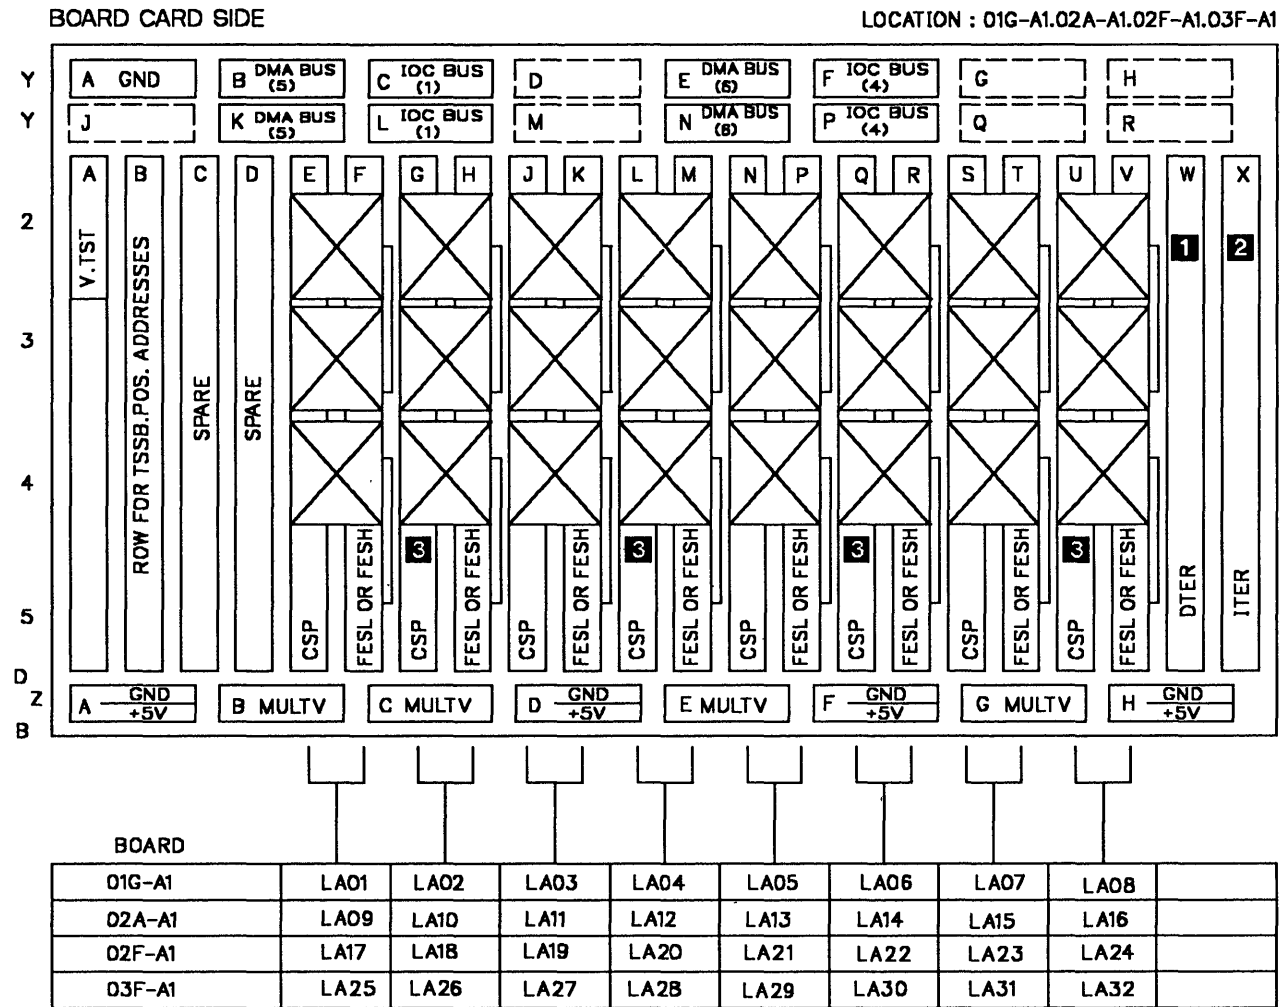 BOARD CARD SIDE
LOCATION : 01G-A1.02A-A1.02F-A1.03F-A1
Y A GND B DMA BUS (5) C IOC BUS (1) D E DMA BUS (6) F IOC BUS (4) G H
Y J K DMA BUS (5) L IOC BUS (1) M N DMA BUS (6) P IOC BUS (4) Q R
A B C D E F G H J K L M N P Q R S T U V W X
2
3
4
5
V.TST
ROW FOR TSSB.POS. ADDRESSES
SPARE
SPARE
1 2
3 3 3 3
CSP FESL OR FESH CSP FESL OR FESH CSP FESL OR FESH CSP FESL OR FESH CSP FESL OR FESH CSP FESL OR FESH CSP FESL OR FESH CSP FESL OR FESH
DTER
ITER
D
Z
B
A GND +5V B MULTV C MULTV D GND +5V E MULTV F GND +5V G MULTV H GND +5V
BOARD
01G-A1 LA01 LA02 LA03 LA04 LA05 LA06 LA07 LA08
02A-A1 LA09 LA10 LA11 LA12 LA13 LA14 LA15 LA16
02F-A1 LA17 LA18 LA19 LA20 LA21 LA22 LA23 LA24
03F-A1 LA25 LA26 LA27 LA28 LA29 LA30 LA31 LA32